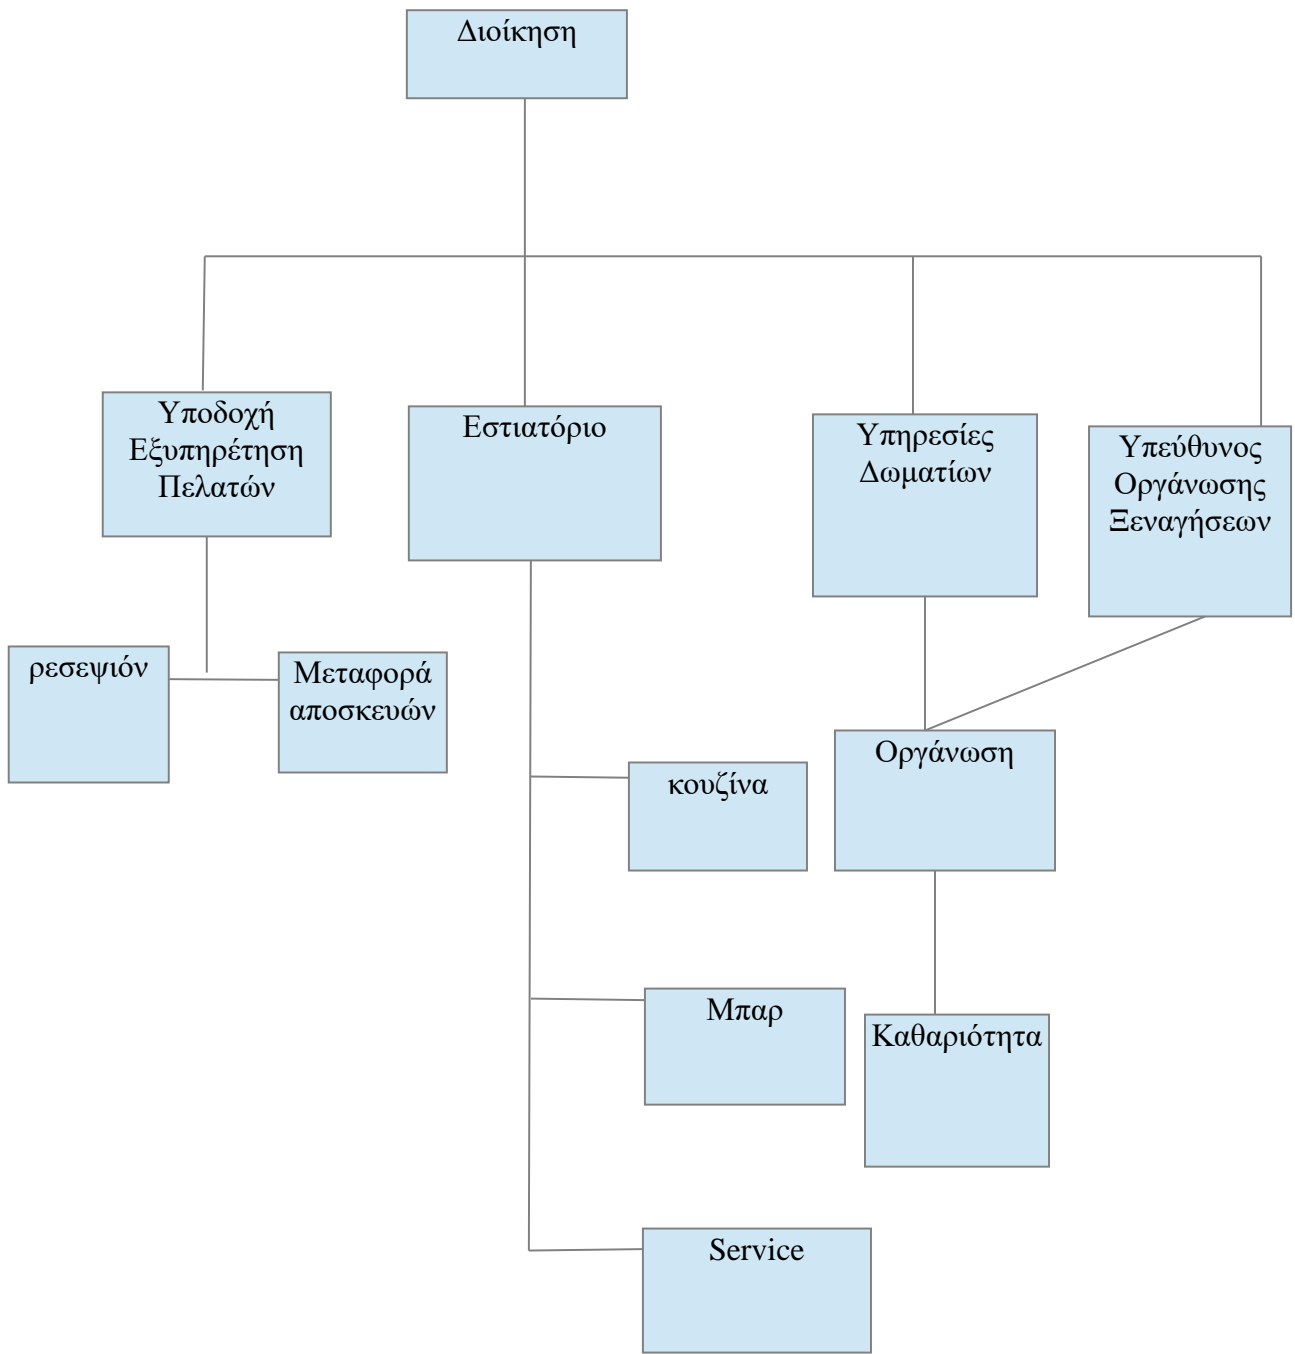 Διοίκηση
Υποδοχή
Εξυπηρέτηση
Πελατών
Εστιατόριο
Υπηρεσίες
Δωματίων
Υπεύθυνος
Οργάνωσης
Ξεναγήσεων
ρεσεψιόν
Μεταφορά
αποσκευών
κουζίνα
Οργάνωση
Μπαρ
Καθαριότητα
Service